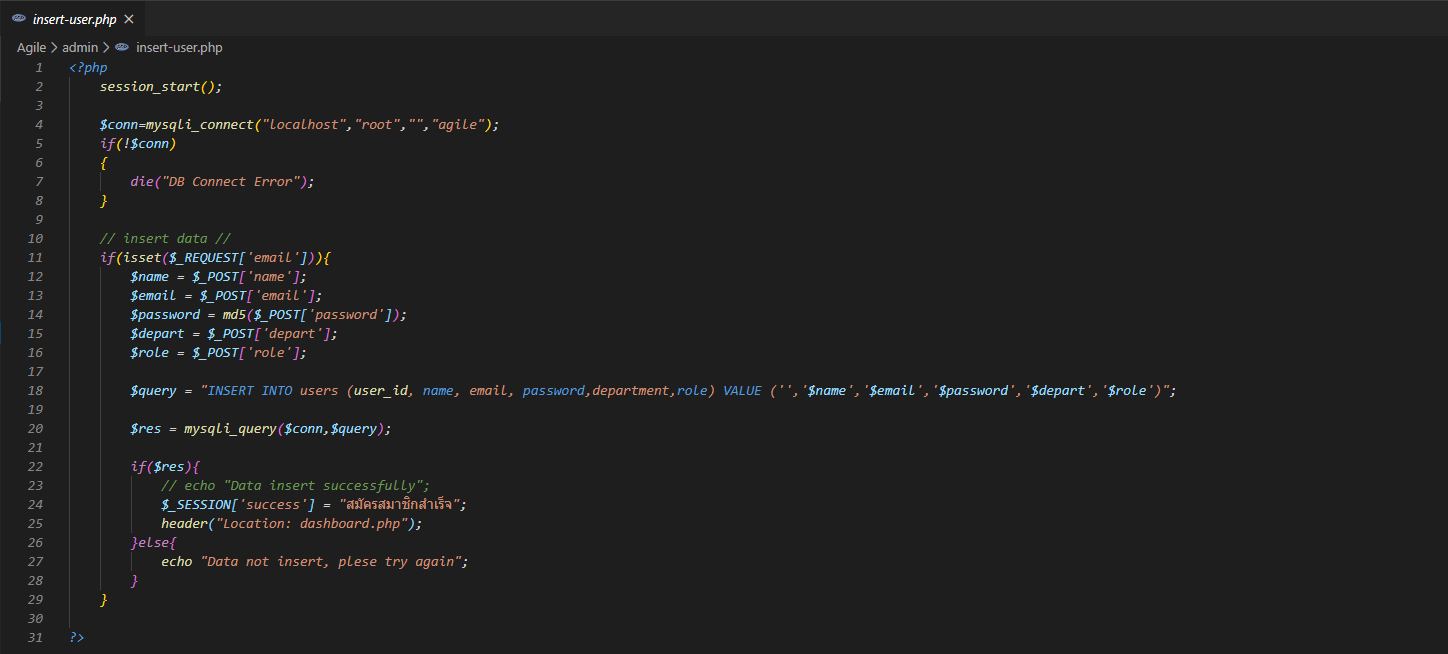 insert-user.php
Agile > admin > insert-user.php
1 <?php
2 session_start();
3
4 $conn=mysqli_connect("localhost","root","","agile");
5 if(!$conn)
6 {
7 die("DB Connect Error");
8 }
9
10 // insert data //
11 if(isset($_REQUEST['email'])){
12 $name = $_POST['name'];
13 $email = $_POST['email'];
14 $password = md5($_POST['password']);
15 $depart = $_POST['depart'];
16 $role = $_POST['role'];
17
18 $query = "INSERT INTO users (user_id, name, email, password,department,role) VALUE ('','$name','$email','$password','$depart','$role')";
19
20 $res = mysqli_query($conn,$query);
21
22 if($res){
23 // echo "Data insert successfully";
24 $_SESSION['success'] = "สมัครสมาชิกสำเร็จ";
25 header("Location: dashboard.php");
26 }else{
27 echo "Data not insert, plese try again";
28 }
29 }
30
31 ?>